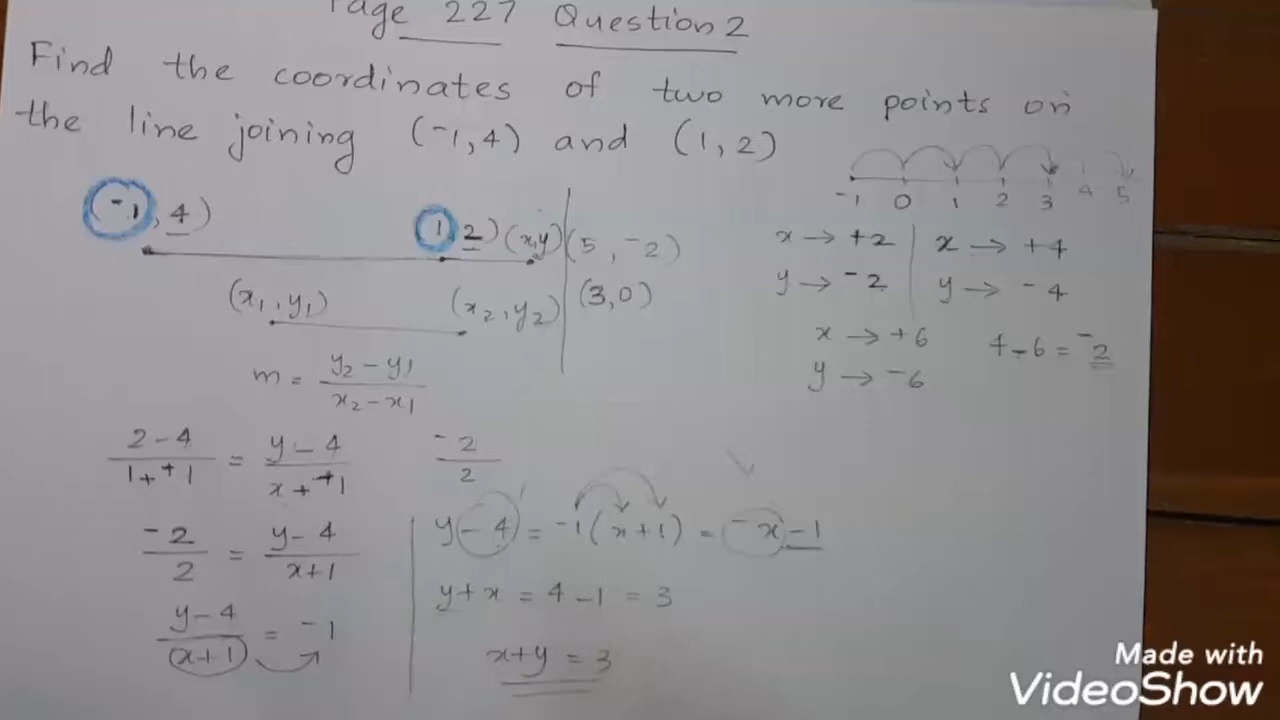 Page 227 Question 2
Find the coordinates of two more points on
the line joining (⁻1, 4) and (1, 2)
-1 0 1 2 3 4 5
(⁻1, 4) 1, 2) (x,y) (5, ⁻2)
(x₁, y₁) (x₂, y₂) (3,0)
x → +2 x → +4
y → ⁻2 y → -4
x → +6 4-6 = ⁻2
y → -6
m = y₂ - y₁ / x₂ - x₁
2-4 / 1+⁺1 = y-4 / x+⁺1 ⁻2 / 2
y-4 = ⁻1(x+1) = ⁻x-1
⁻2 / 2 = y-4 / x+1
y+x = 4-1 = 3
y-4 / (x+1) = ⁻1
x+y = 3
Made with
VideoShow